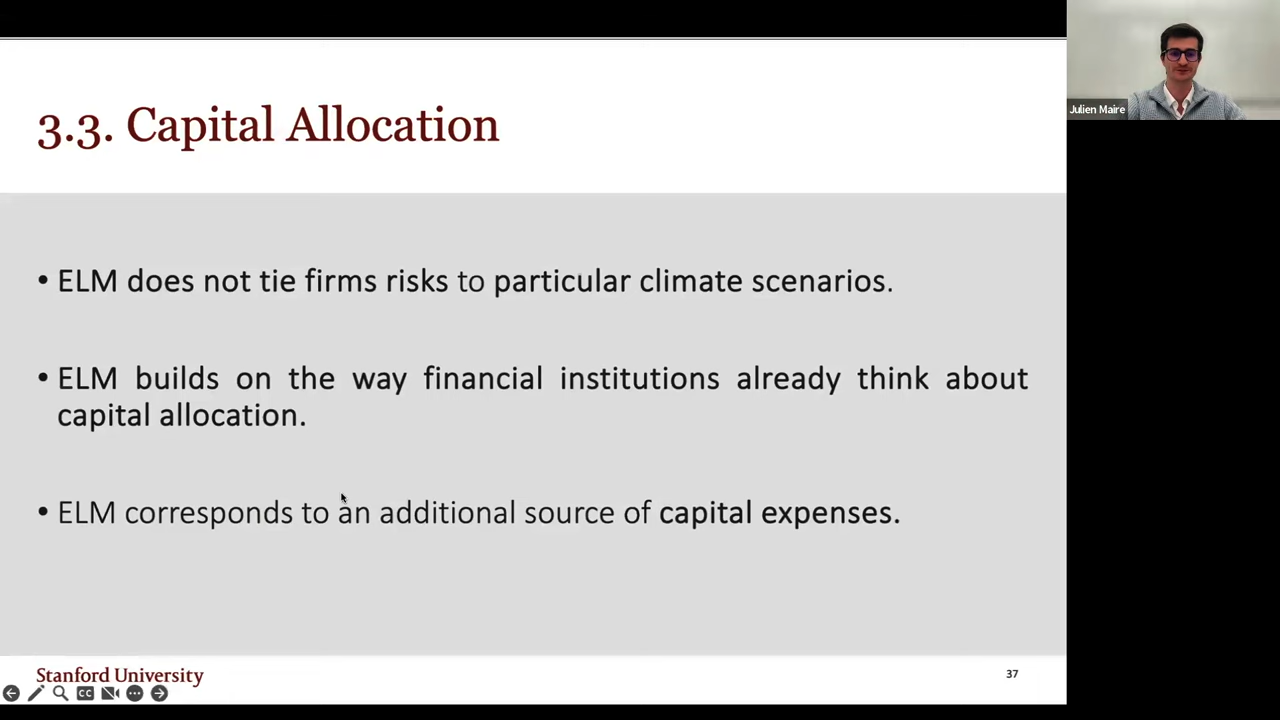 3.3. Capital Allocation
• ELM does not tie firms risks to particular climate scenarios.
• ELM builds on the way financial institutions already think about
capital allocation.
• ELM corresponds to an additional source of capital expenses.
Stanford University
37
CC
Julien Maire